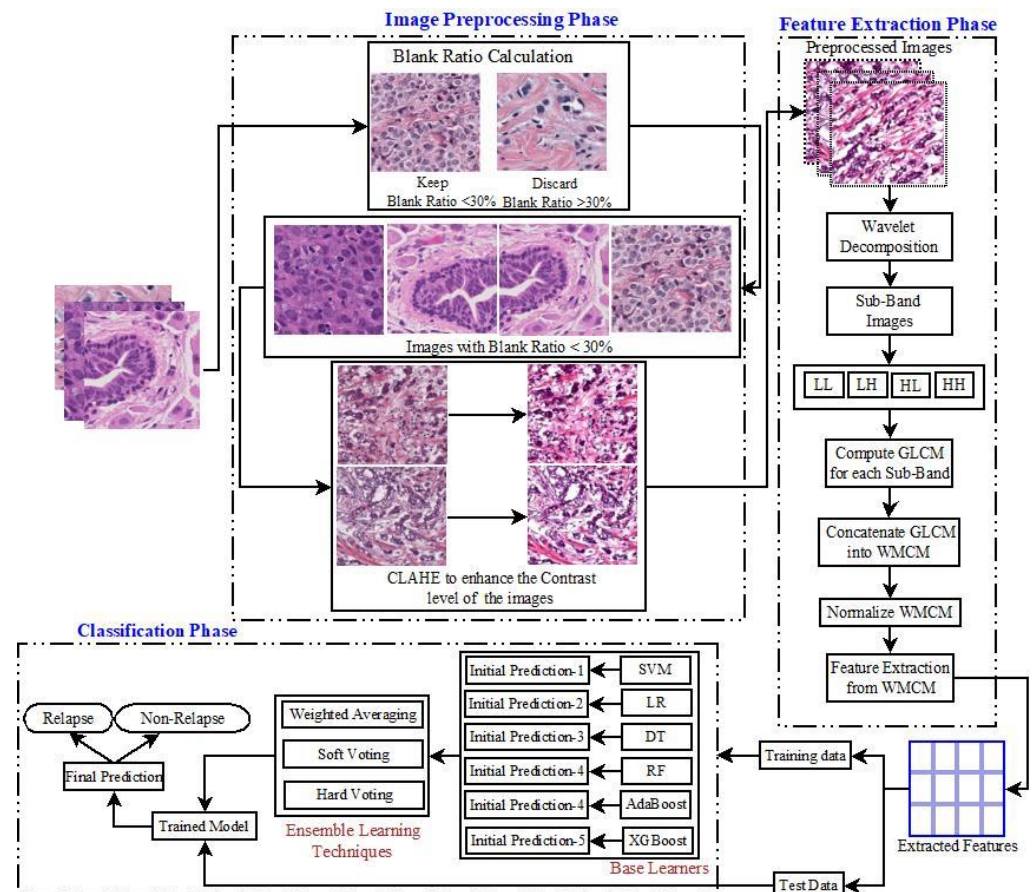 Image Preprocessing Phase
Blank Ratio Calculation
Keep
Blank Ratio <30%
Discard
Blank Ratio >30%
Images with Blank Ratio < 30%
CLAHE to enhance the Contrast
level of the images
Feature Extraction Phase
Preprocessed Images
Wavelet
Decomposition
Sub-Band
Images
LL
LH
HL
HH
Compute GLCM
for each Sub-Band
Concatenate GLCM
into WMCM
Normalize WMCM
Feature Extraction
from WMCM
Extracted Features
Training data
Test Data
Classification Phase
Initial Prediction-1
SVM
Initial Prediction-2
LR
Initial Prediction-3
DT
Initial Prediction-4
RF
Initial Prediction-4
AdaBoost
Initial Prediction-5
XGBoost
Base Learners
Weighted Averaging
Soft Voting
Hard Voting
Ensemble Learning
Techniques
Trained Model
Final Prediction
Relapse
Non-Relapse